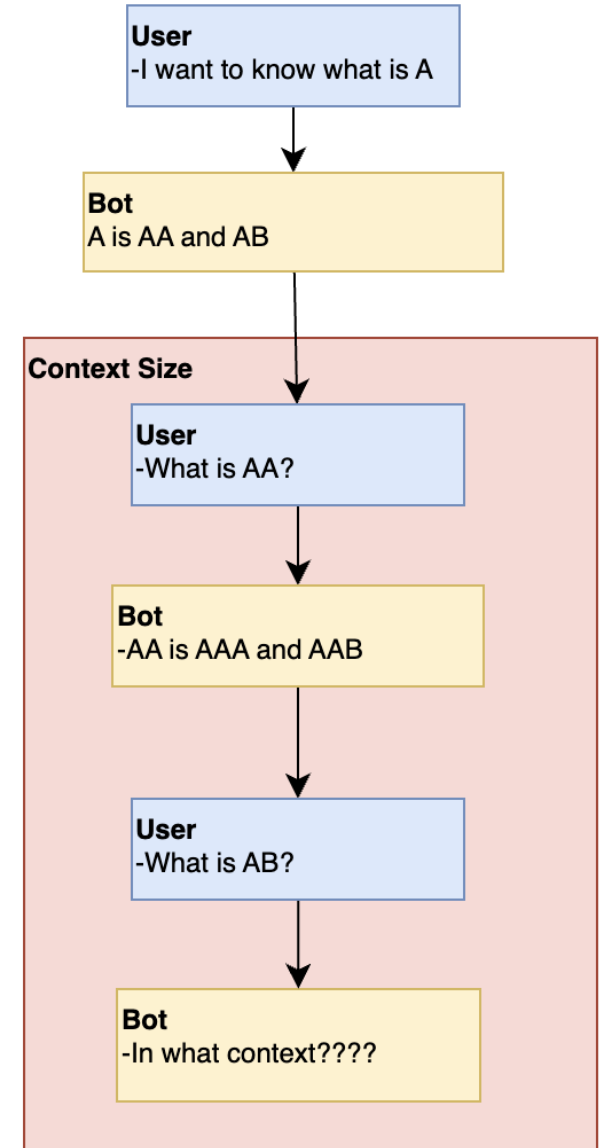 User
-I want to know what is A
Bot
A is AA and AB
Context Size
User
-What is AA?
Bot
-AA is AAA and AAB
User
-What is AB?
Bot
-In what context????